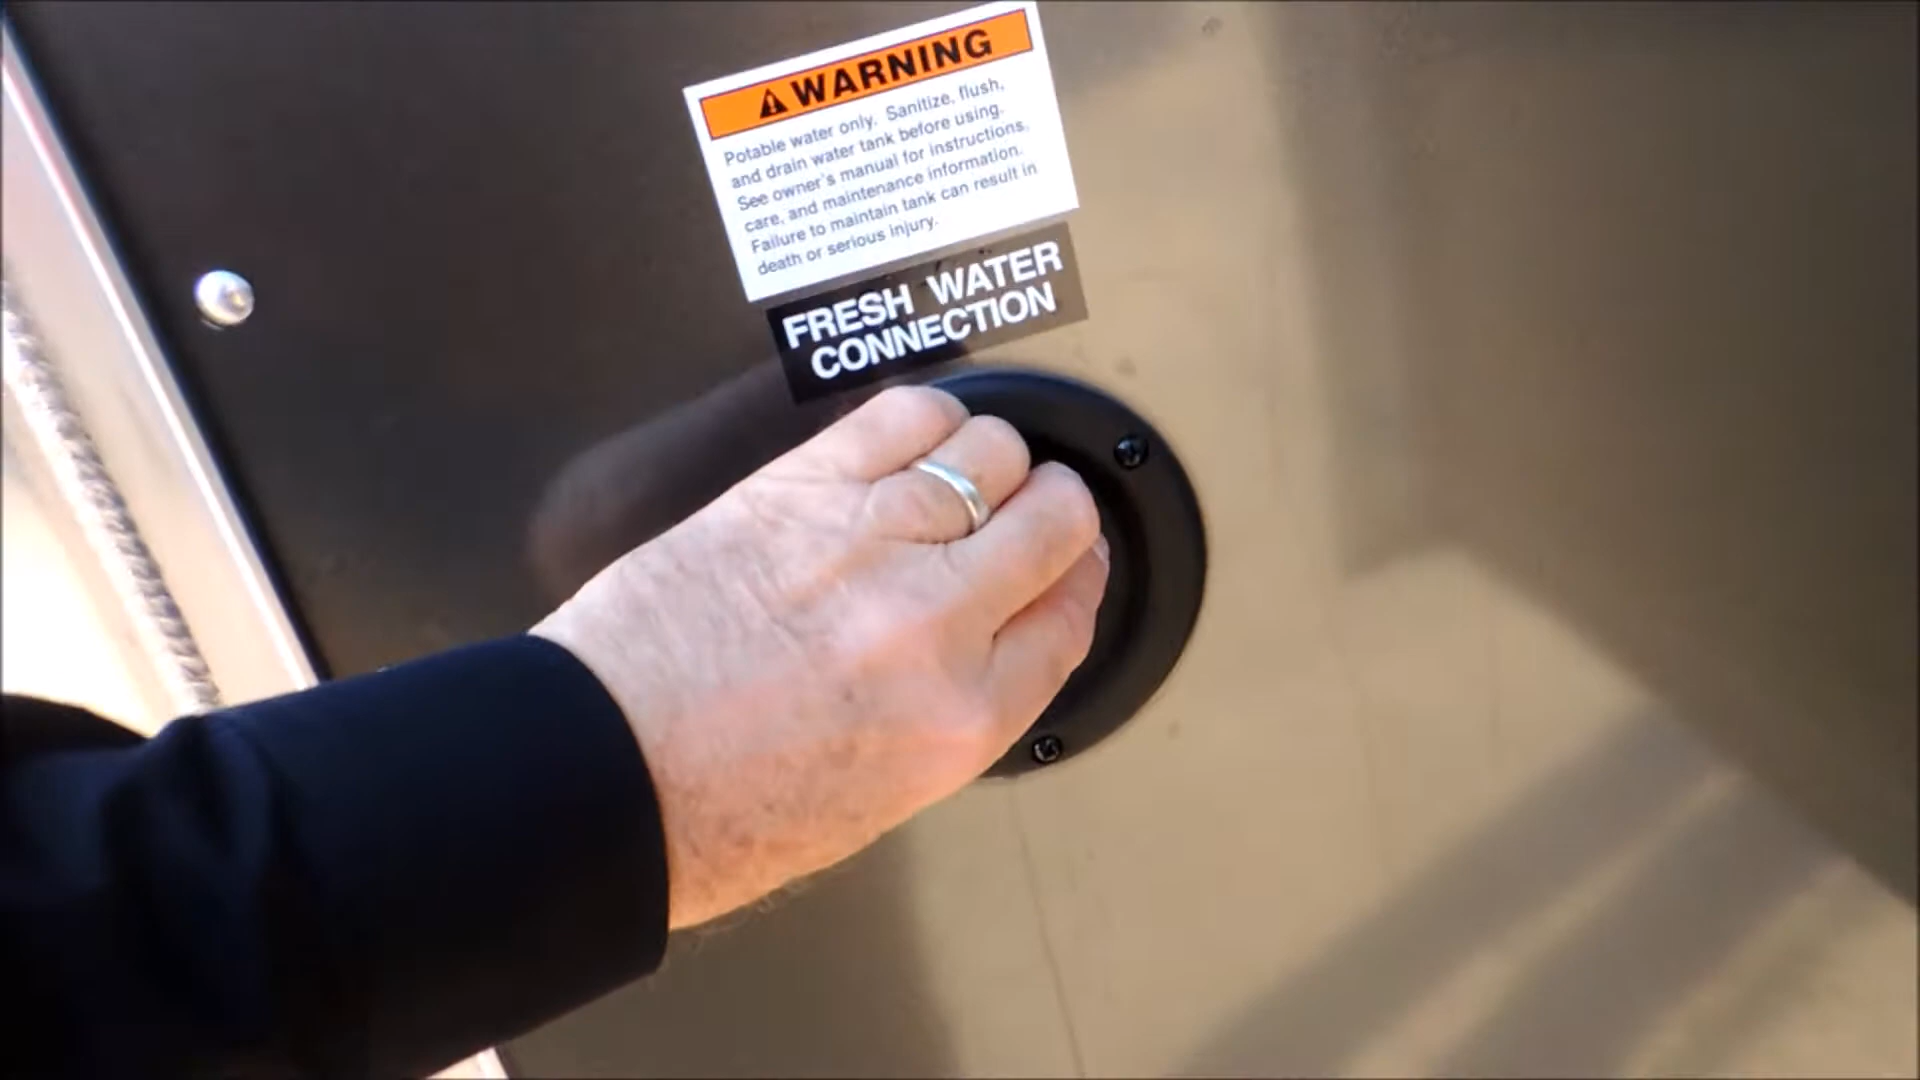 ⚠WARNING
Potable water only. Sanitize, flush,
and drain water tank before using.
See owner's manual for instructions,
care, and maintenance information.
Failure to maintain tank can result in
death or serious injury.
FRESH WATER
CONNECTION